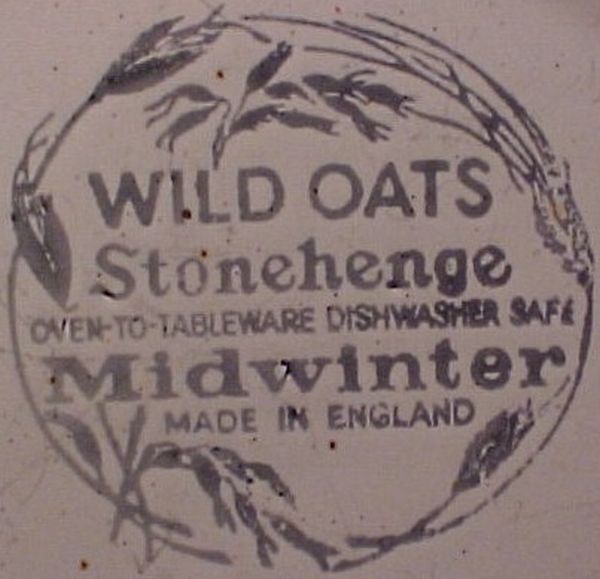 WILD OATS
Stonehenge
OVEN-TO-TABLEWARE DISHWASHER SAFE
Midwinter
MADE IN ENGLAND